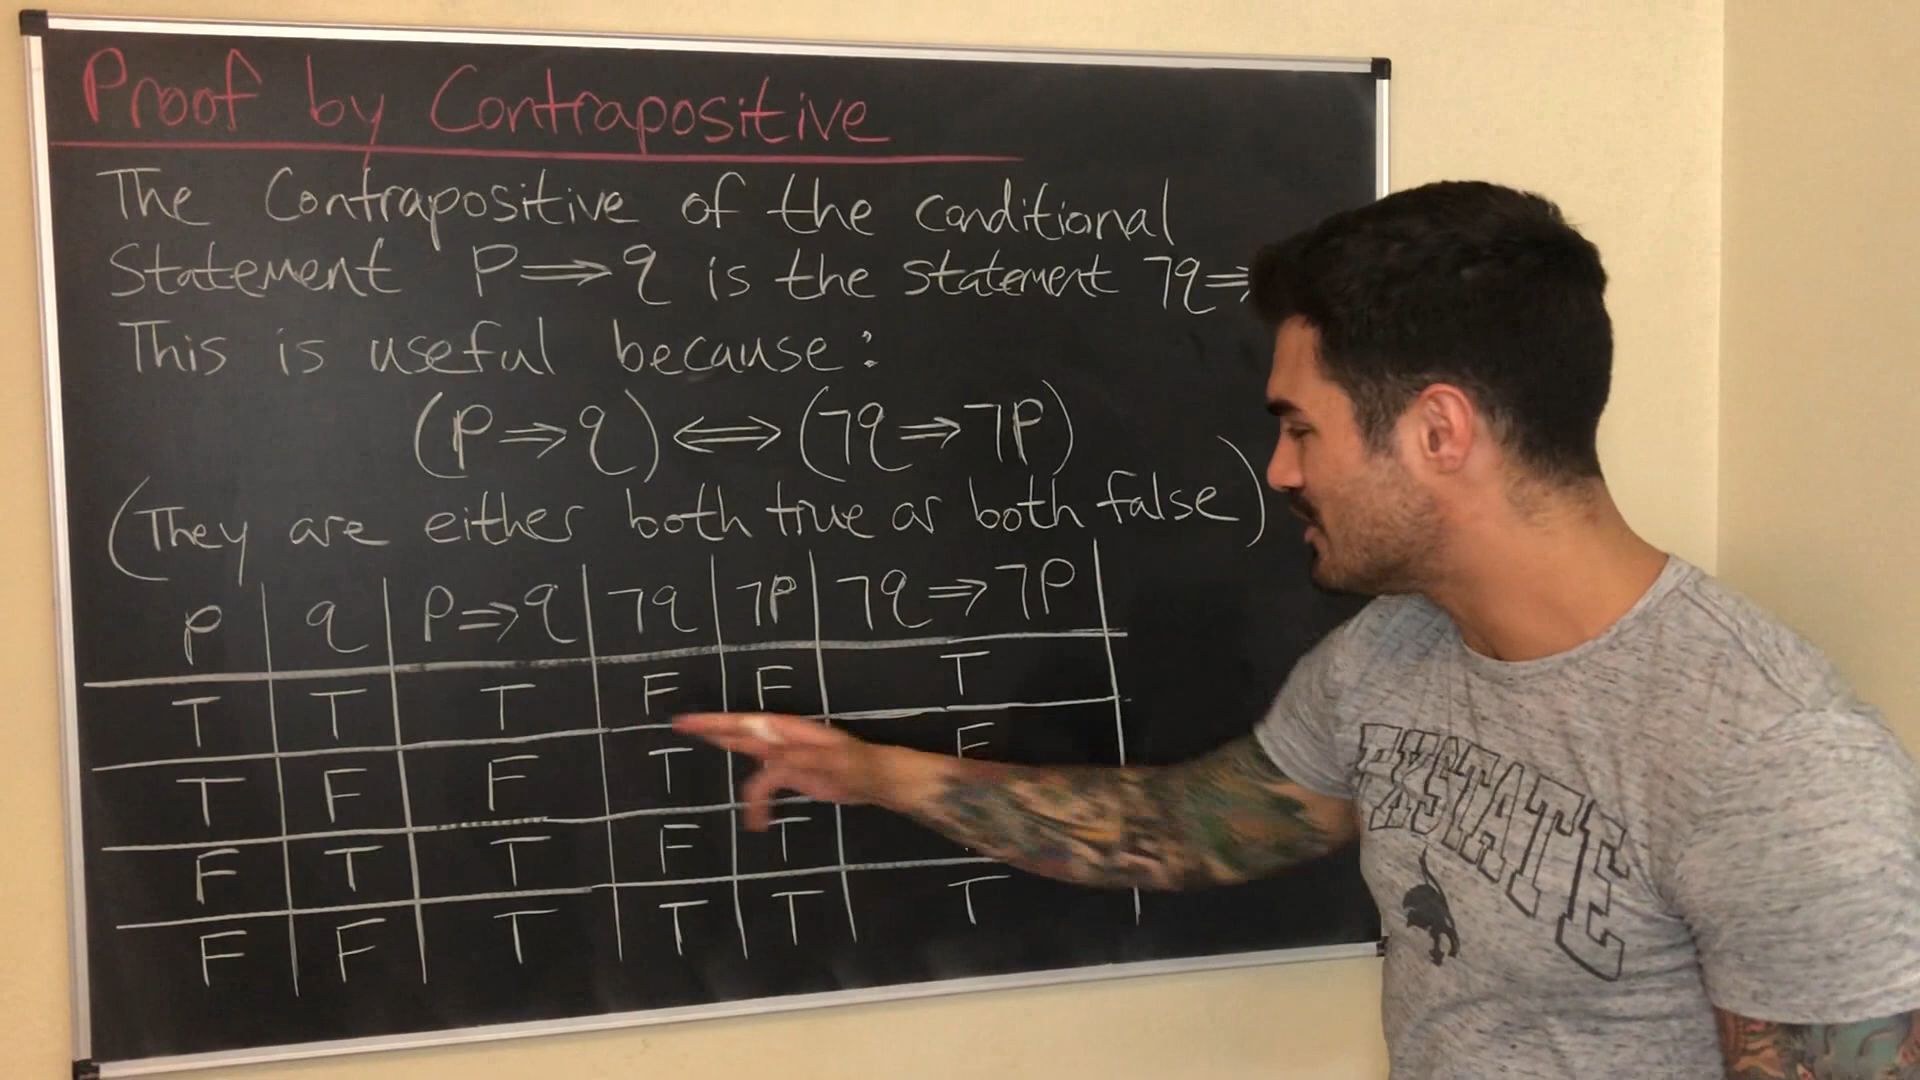 Proof by Contrapositive
The Contrapositive of the conditional
Statement P⟹q is the statement ¬q⟹
This is useful because:
(P⟹q)⟺(¬q⟹¬P)
(They are either both true or both false)
P q P⟹q ¬q ¬P ¬q⟹¬P
T T T F F T
T F F T F
F T T F T
F F T T T T
TXSTATE